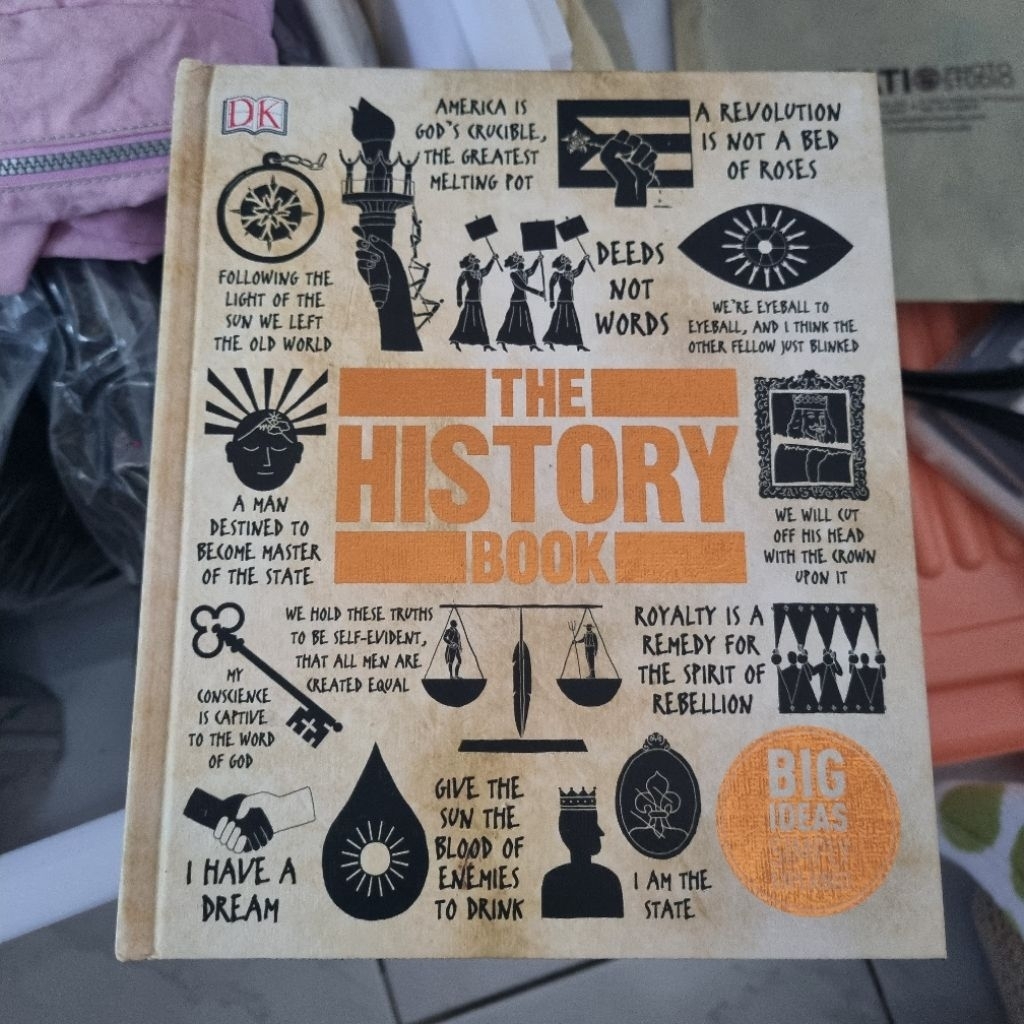 DK
AMERICA IS
GOD'S CRUCIBLE,
THE GREATEST
MELTING POT
A REVOLUTION
IS NOT A BED
OF ROSES
FOLLOWING THE
LIGHT OF THE
SUN WE LEFT
THE OLD WORLD
DEEDS
NOT
WORDS
WE'RE EYEBALL TO
EYEBALL, AND I THINK THE
OTHER FELLOW JUST BLINKED
THE
HISTORY
BOOK
A MAN
DESTINED TO
BECOME MASTER
OF THE STATE
WE WILL CUT
OFF HIS HEAD
WITH THE CROWN
UPON IT
MY
CONSCIENCE
IS CAPTIVE
TO THE WORD
OF GOD
WE HOLD THESE TRUTHS
TO BE SELF-EVIDENT,
THAT ALL MEN ARE
CREATED EQUAL
ROYALTY IS A
REMEDY FOR
THE SPIRIT OF
REBELLION
I HAVE A
DREAM
GIVE THE
SUN THE
BLOOD OF
ENEMIES
TO DRINK
I AM THE
STATE
BIG
IDEAS